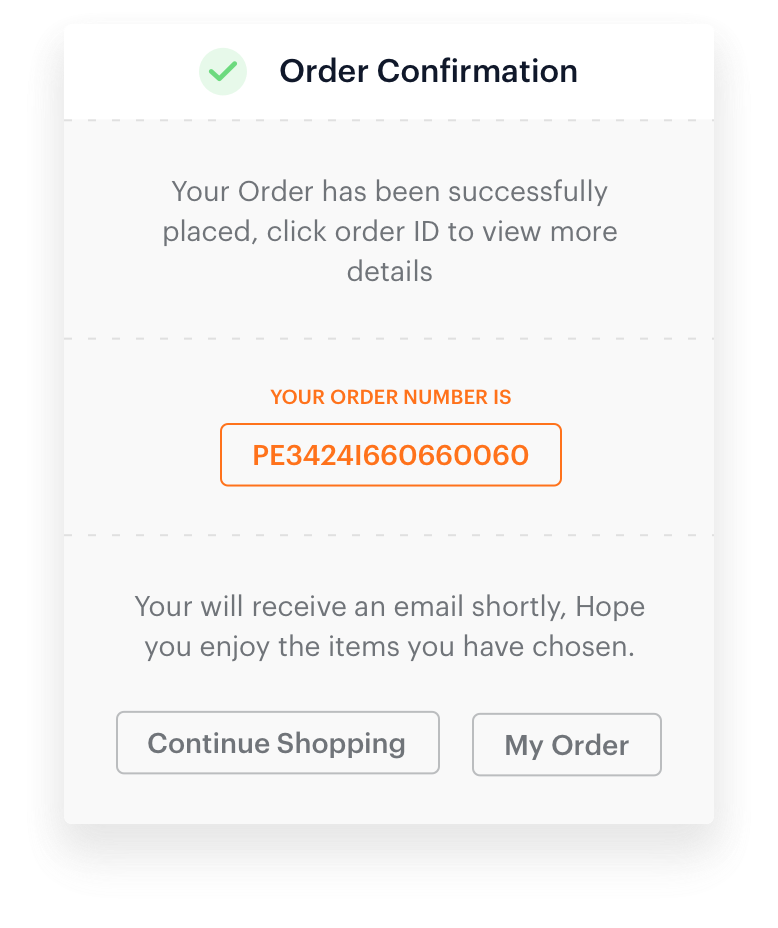 Order Confirmation
Your Order has been successfully
placed, click order ID to view more
details
YOUR ORDER NUMBER IS
PE3424I660660060
Your will receive an email shortly, Hope
you enjoy the items you have chosen.
Continue Shopping
My Order